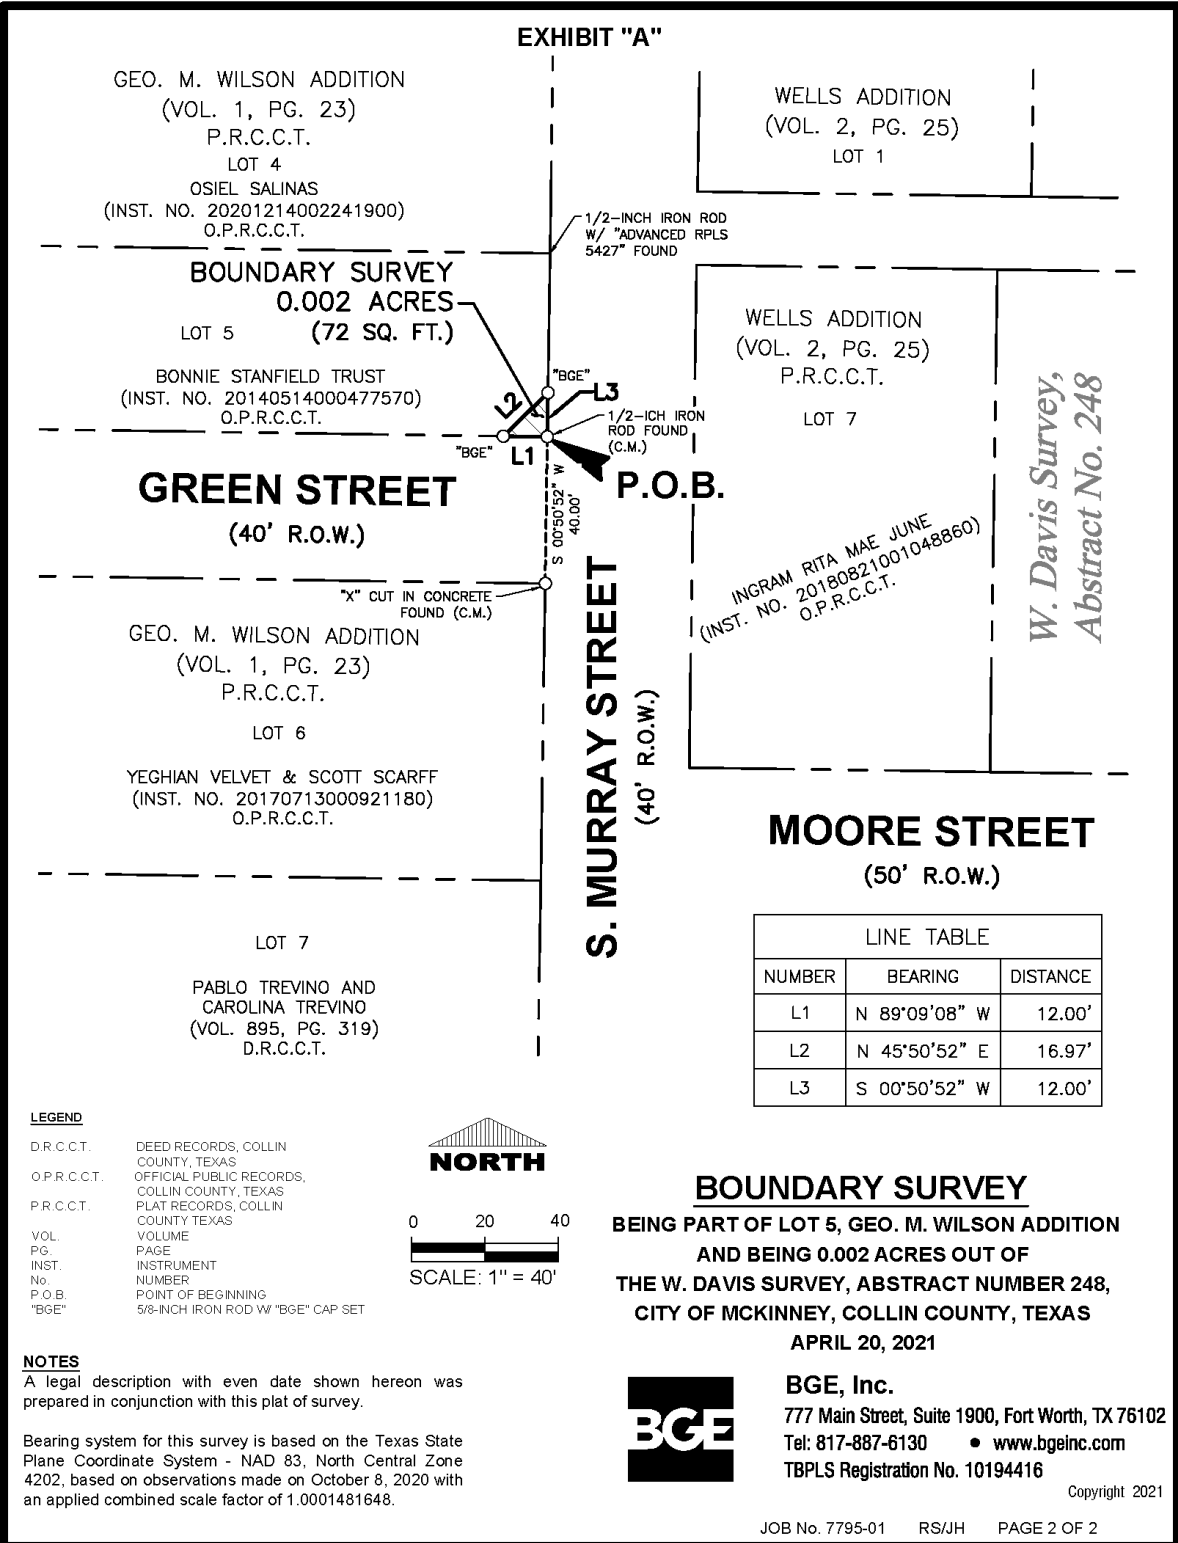 EXHIBIT "A"
GEO. M. WILSON ADDITION
(VOL. 1, PG. 23)
P.R.C.C.T.
LOT 4
OSIEL SALINAS
(INST. NO. 20201214002241900)
O.P.R.C.C.T.
WELLS ADDITION
(VOL. 2, PG. 25)
LOT 1
1/2-INCH IRON ROD
W/ "ADVANCED RPLS
5427" FOUND
BOUNDARY SURVEY
0.002 ACRES
(72 SQ. FT.)
LOT 5
BONNIE STANFIELD TRUST
(INST. NO. 20140514000477570)
O.P.R.C.C.T.
WELLS ADDITION
(VOL. 2, PG. 25)
P.R.C.C.T.
LOT 7
"BGE"
L3
L2
1/2-ICH IRON
ROD FOUND
(C.M.)
"BGE"
L1
P.O.B.
GREEN STREET
(40' R.O.W.)
S 00°50'52" W
40.00'
INGRAM RITA MAE JUNE
(INST. NO. 20180821001048860)
O.P.R.C.C.T.
W. Davis Survey,
Abstract No. 248
"X" CUT IN CONCRETE
FOUND (C.M.)
GEO. M. WILSON ADDITION
(VOL. 1, PG. 23)
P.R.C.C.T.
LOT 6
YEGHIAN VELVET & SCOTT SCARFF
(INST. NO. 20170713000921180)
O.P.R.C.C.T.
S. MURRAY STREET
(40' R.O.W.)
MOORE STREET
(50' R.O.W.)
LOT 7
PABLO TREVINO AND
CAROLINA TREVINO
(VOL. 895, PG. 319)
D.R.C.C.T.
LINE TABLE
NUMBER BEARING DISTANCE
L1 N 89°09'08" W 12.00'
L2 N 45°50'52" E 16.97'
L3 S 00°50'52" W 12.00'
LEGEND
D.R.C.C.T. DEED RECORDS, COLLIN
COUNTY, TEXAS
O.P.R.C.C.T. OFFICIAL PUBLIC RECORDS,
COLLIN COUNTY, TEXAS
P.R.C.C.T. PLAT RECORDS, COLLIN
COUNTY TEXAS
VOL. VOLUME
PG. PAGE
INST. INSTRUMENT
No. NUMBER
P.O.B. POINT OF BEGINNING
"BGE" 5/8-INCH IRON ROD W/ "BGE" CAP SET
NORTH
0 20 40
SCALE: 1" = 40'
NOTES
A legal description with even date shown hereon was
prepared in conjunction with this plat of survey.
Bearing system for this survey is based on the Texas State
Plane Coordinate System - NAD 83, North Central Zone
4202, based on observations made on October 8, 2020 with
an applied combined scale factor of 1.0001481648.
BOUNDARY SURVEY
BEING PART OF LOT 5, GEO. M. WILSON ADDITION
AND BEING 0.002 ACRES OUT OF
THE W. DAVIS SURVEY, ABSTRACT NUMBER 248,
CITY OF MCKINNEY, COLLIN COUNTY, TEXAS
APRIL 20, 2021
BGE
BGE, Inc.
777 Main Street, Suite 1900, Fort Worth, TX 76102
Tel: 817-887-6130 • www.bgeinc.com
TBPLS Registration No. 10194416
Copyright 2021
JOB No. 7795-01 RS/JH PAGE 2 OF 2